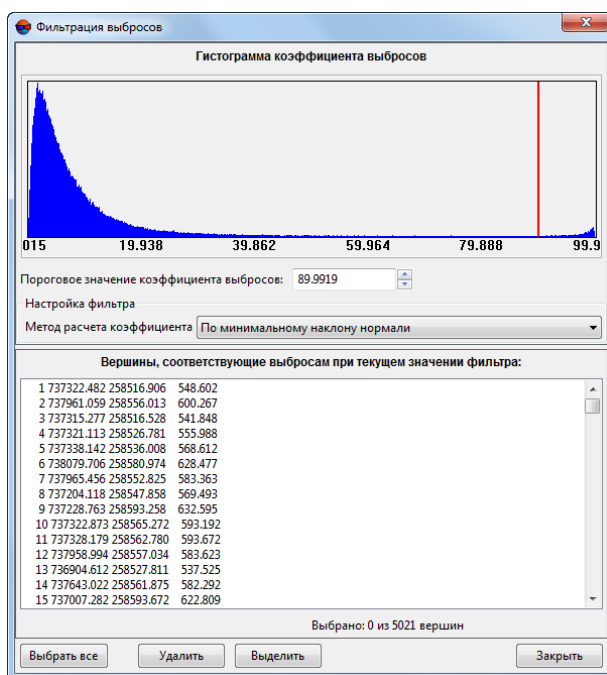 Фильтрация выбросов
Гистограмма коэффициента выбросов
015 19.938 39.862 59.964 79.888 99.9
Пороговое значение коэффициента выбросов: 89.9919
Настройка фильтра
Метод расчета коэффициента По минимальному наклону нормали
Вершины, соответствующие выбросам при текущем значении фильтра:
1 737322.482 258516.906 548.602
2 737961.059 258556.013 600.267
3 737315.277 258516.528 541.848
4 737321.113 258526.781 555.988
5 737338.142 258536.008 568.612
6 738079.706 258580.974 628.477
7 737965.456 258552.825 583.363
8 737204.118 258547.858 569.493
9 737228.763 258593.258 632.595
10 737322.873 258565.272 593.192
11 737328.179 258562.780 593.672
12 737958.994 258557.034 583.623
13 736904.612 258527.811 537.525
14 737643.022 258561.875 582.292
15 737007.282 258593.672 622.809
Выбрано: 0 из 5021 вершин
Выбрать все Удалить Выделить Закрыть